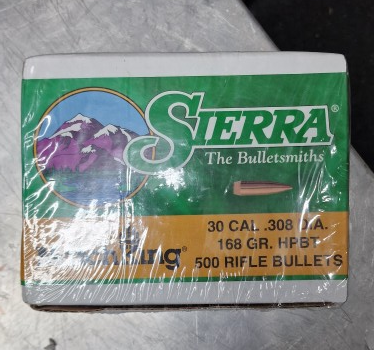 SIERRA®
The Bulletsmiths®
30 CAL .308 DIA.
168 GR. HPBT
500 RIFLE BULLETS